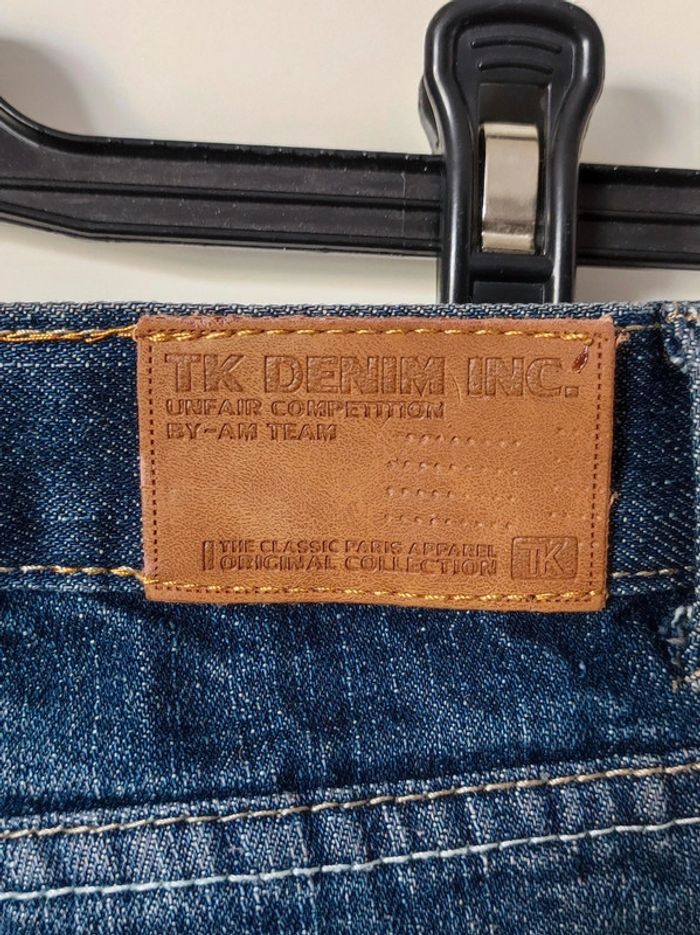 TK DENIM INC.
UNFAIR COMPETITION
BY-AM TEAM
THE CLASSIC PARIS APPAREL
ORIGINAL COLLECTION
TK